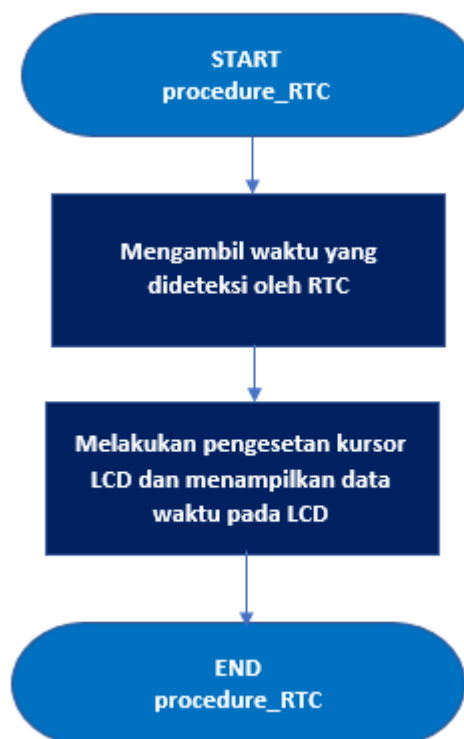 START
procedure_RTC
Mengambil waktu yang
dideteksi oleh RTC
Melakukan pengesetan kursor
LCD dan menampilkan data
waktu pada LCD
END
procedure_RTC